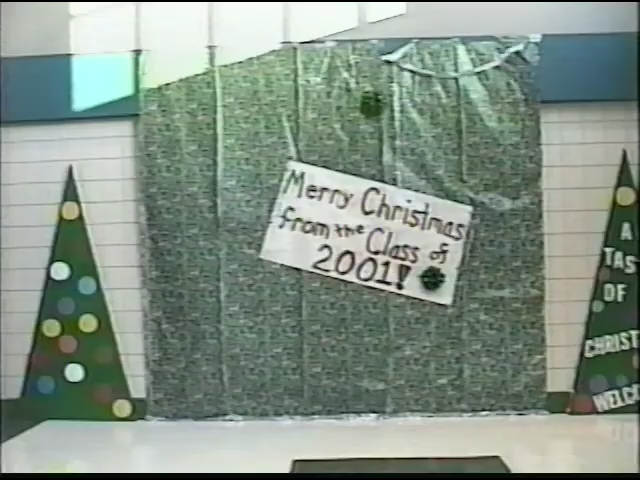 Merry Christmas
from the Class of
2001!
A
TAS
OF
CHRIST
WELC